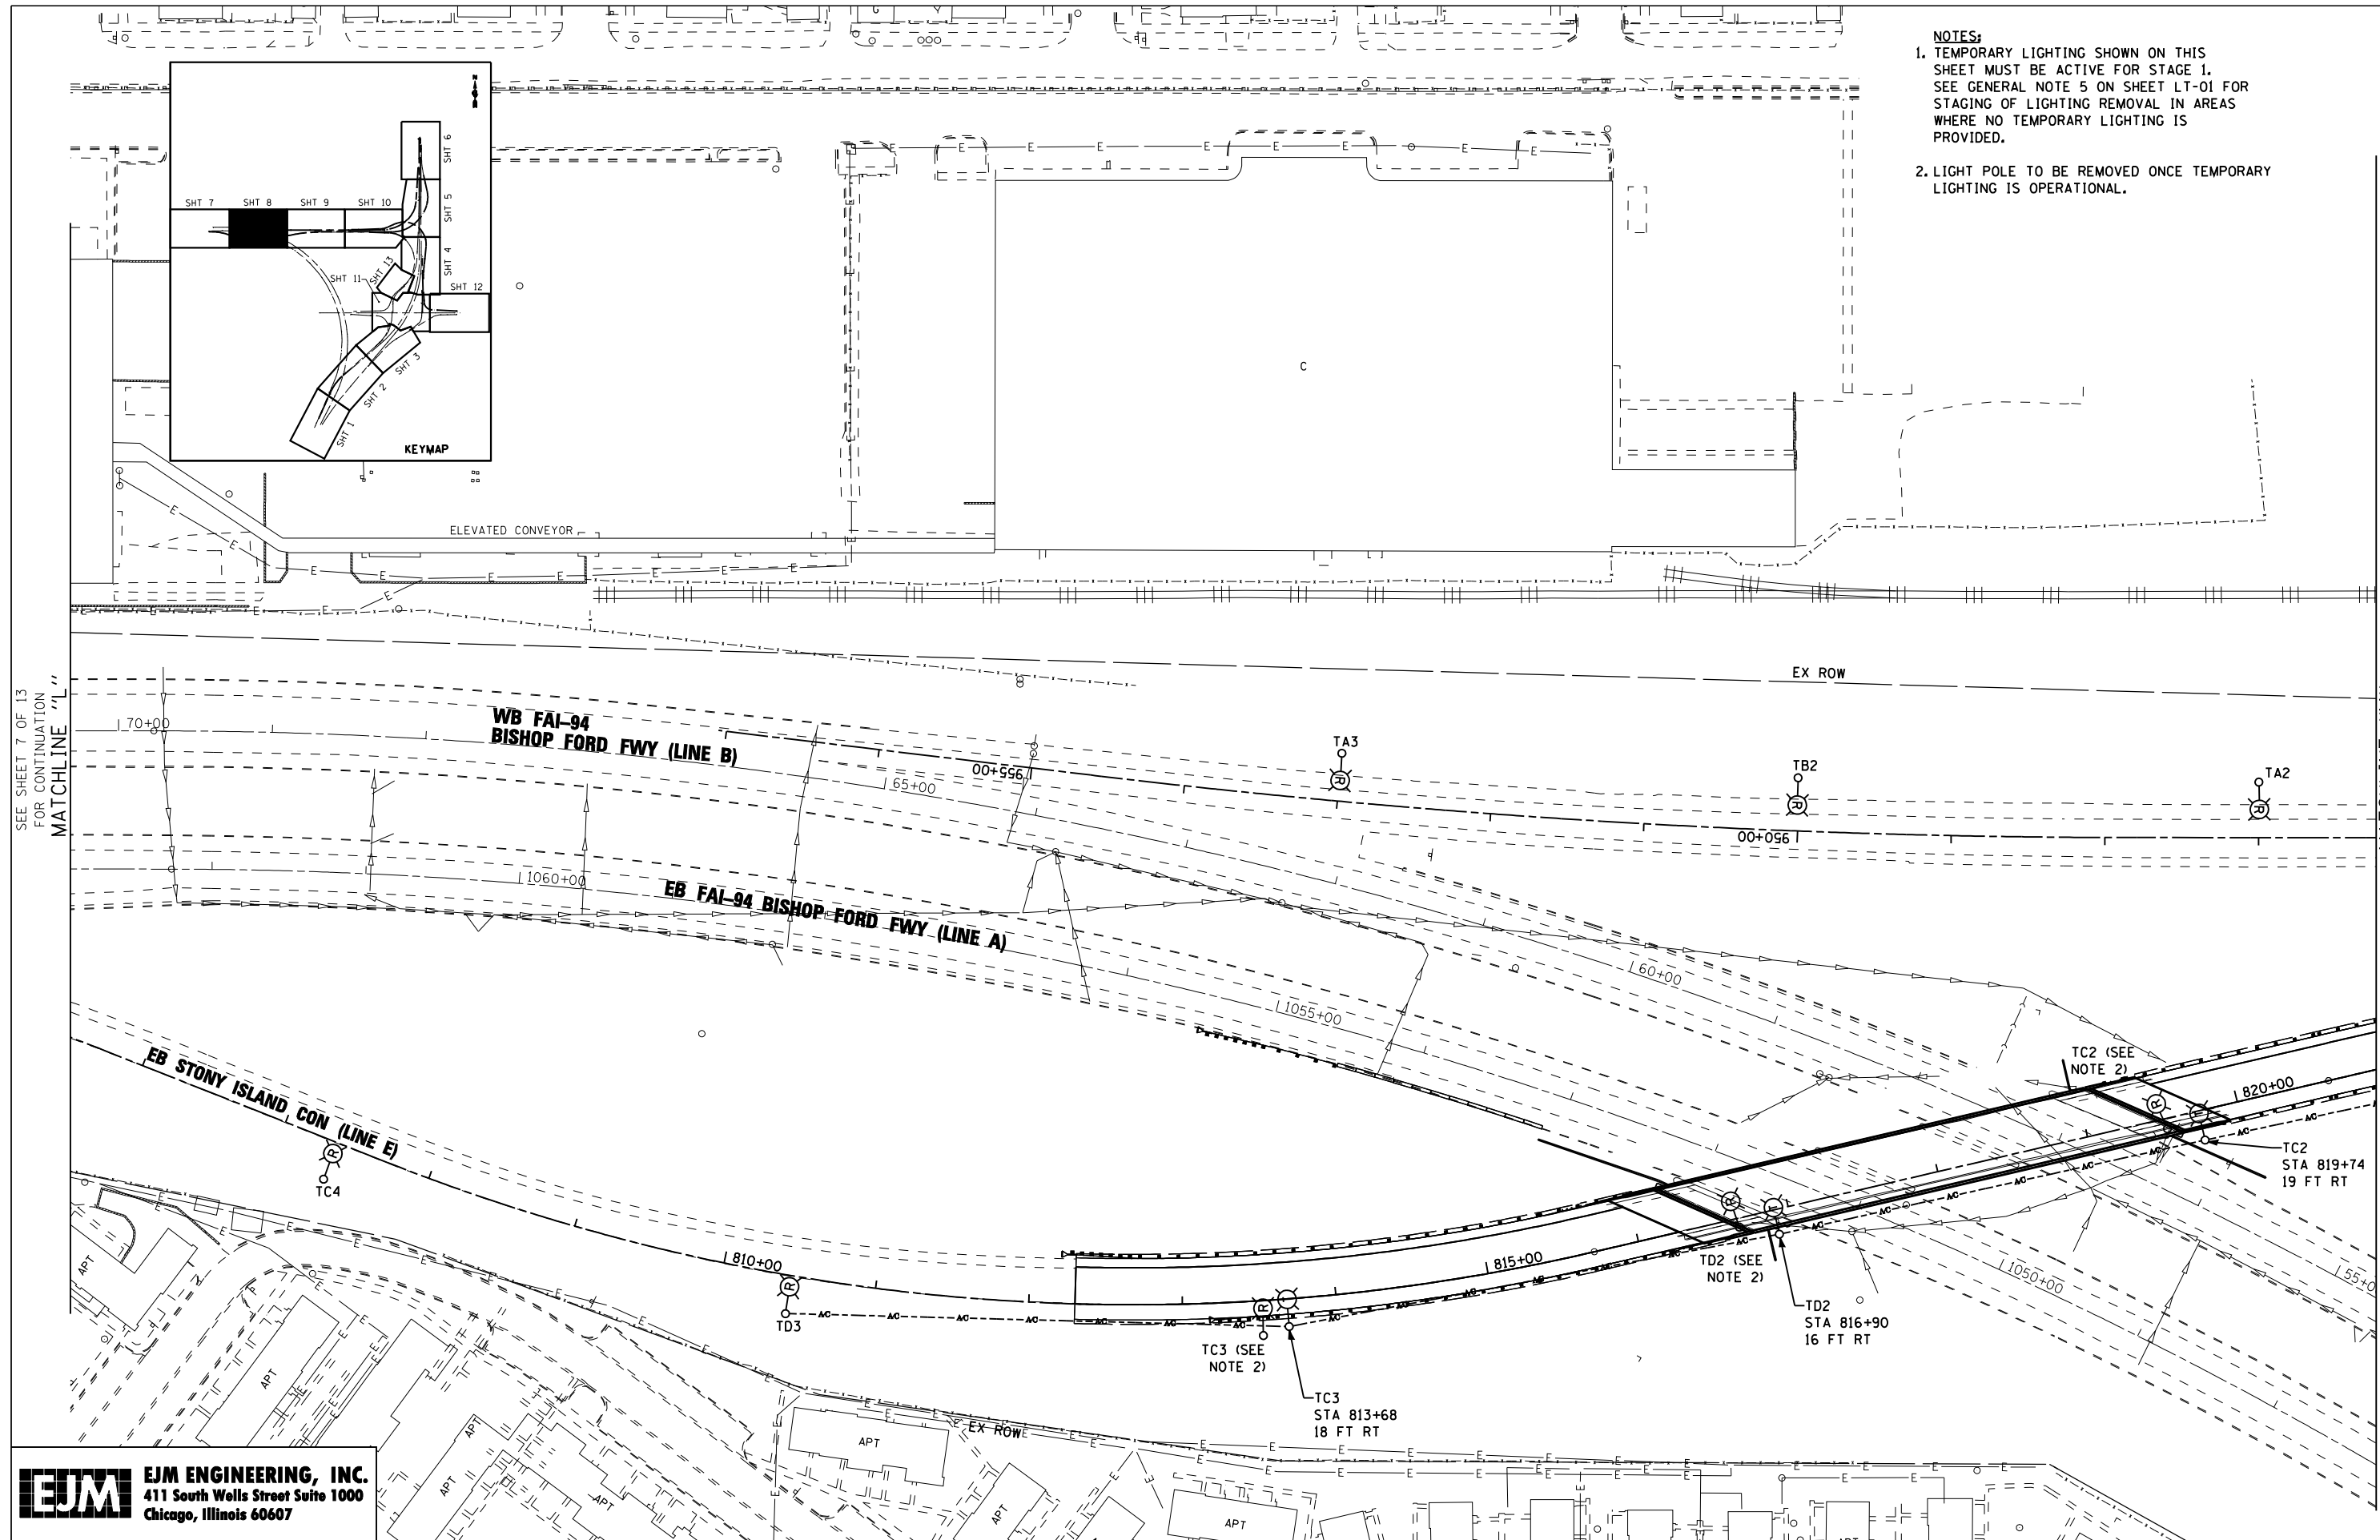 NOTES:
1. TEMPORARY LIGHTING SHOWN ON THIS
SHEET MUST BE ACTIVE FOR STAGE 1.
SEE GENERAL NOTE 5 ON SHEET LT-01 FOR
STAGING OF LIGHTING REMOVAL IN AREAS
WHERE NO TEMPORARY LIGHTING IS
PROVIDED.
2. LIGHT POLE TO BE REMOVED ONCE TEMPORARY
LIGHTING IS OPERATIONAL.
SHT 6
SHT 5
SHT 7
SHT 8
SHT 9
SHT 10
SHT 4
SHT 13
SHT 11
SHT 12
SHT 3
SHT 2
SHT 1
KEYMAP
C
ELEVATED CONVEYOR
EX ROW
SEE SHEET 7 OF 13
FOR CONTINUATION
MATCHLINE "L"
70+00
WB FAI-94
BISHOP FORD FWY (LINE B)
955+00
65+00
TA3
TB2
TA2
950+00
1060+00
EB FAI-94 BISHOP FORD FWY (LINE A)
60+00
1055+00
EB STONY ISLAND CON (LINE E)
TC4
TC2 (SEE
NOTE 2)
820+00
TC2
STA 819+74
19 FT RT
810+00
TD3
815+00
TD2 (SEE
NOTE 2)
TD2
STA 816+90
16 FT RT
1050+00
55+0
TC3 (SEE
NOTE 2)
TC3
STA 813+68
18 FT RT
EX ROW
APT
APT
APT
APT
APT
APT
APT
APT
EJM
EJM ENGINEERING, INC.
411 South Wells Street Suite 1000
Chicago, Illinois 60607